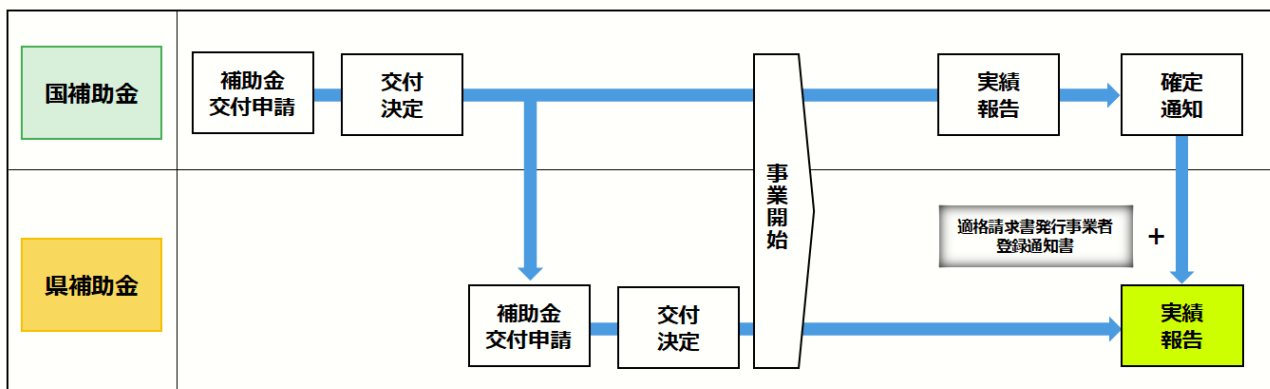 国補助金
補助金
交付申請
交付
決定
実績
報告
確定
通知
事業開始
適格請求書発行事業者
登録通知書
+
県補助金
補助金
交付申請
交付
決定
実績
報告